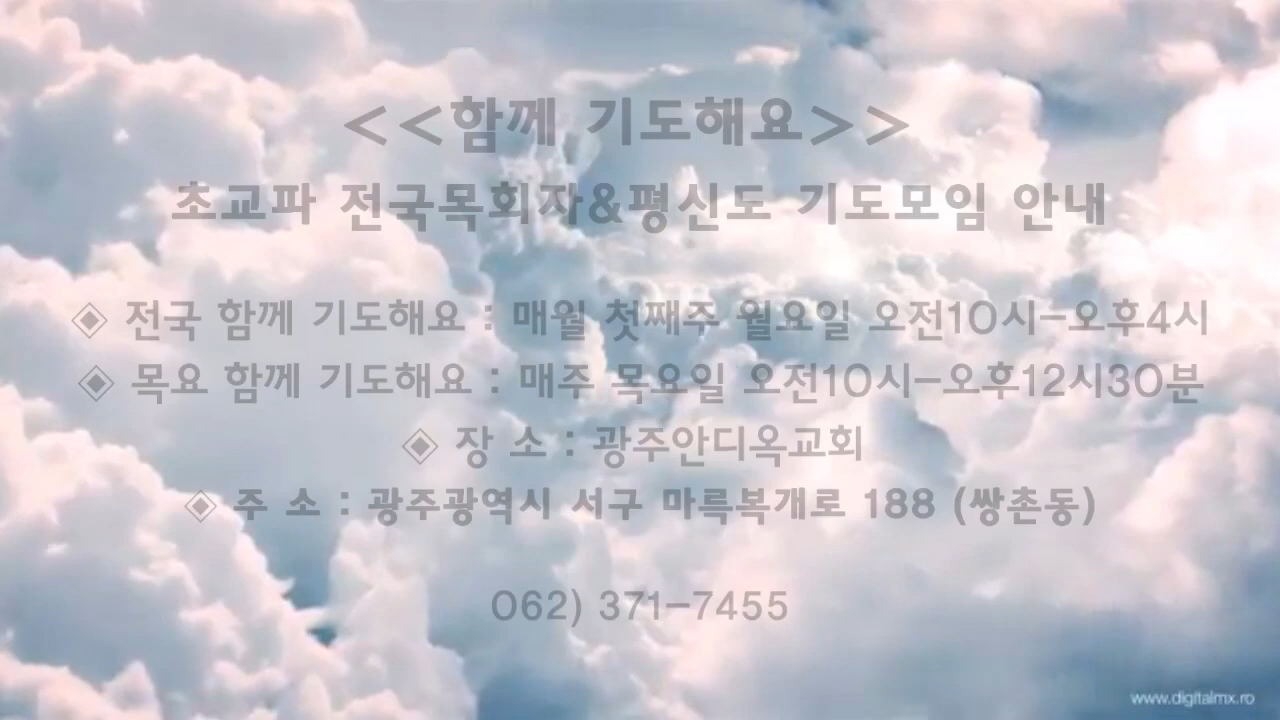 <<함께 기도해요>>
초교파 전국목회자&평신도 기도모임 안내
◈ 전국 함께 기도해요 : 매월 첫째주 월요일 오전10시-오후4시
◈ 목요 함께 기도해요 : 매주 목요일 오전10시-오후12시30분
◈ 장 소 : 광주안디옥교회
◈ 주 소 : 광주광역시 서구 마륵복개로 188 (쌍촌동)
062) 371-7455
www.digitalmx.ro